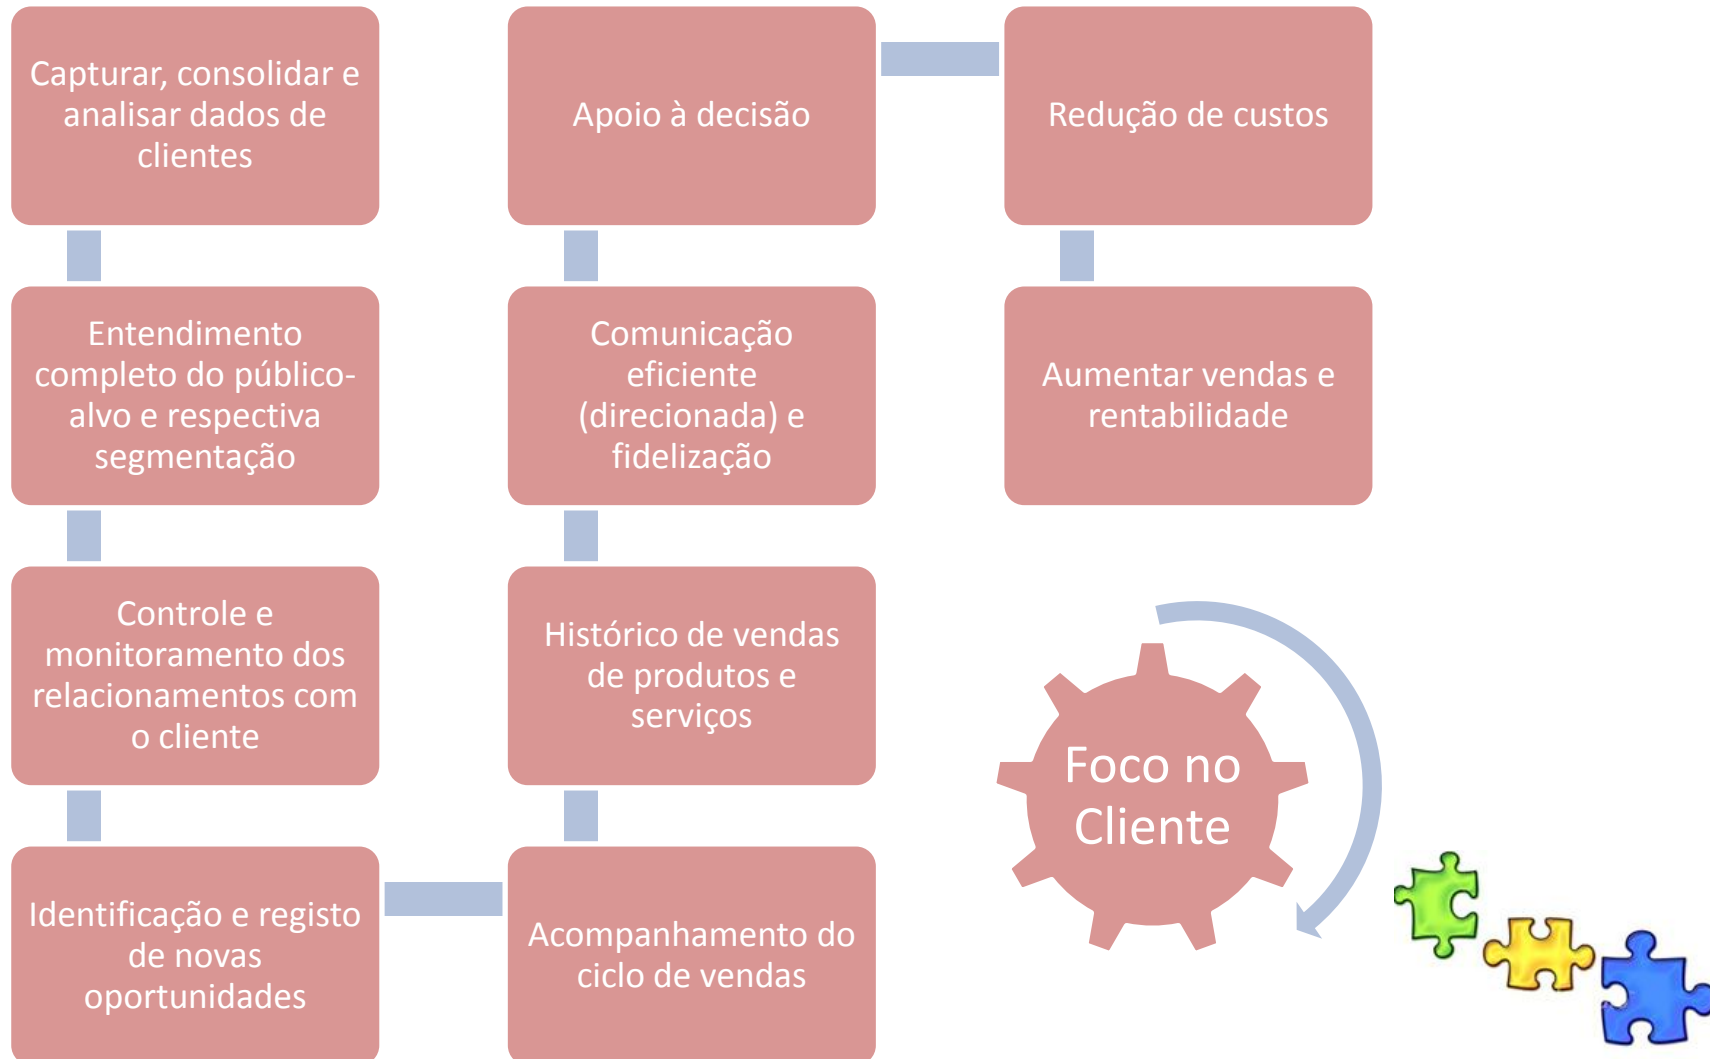 Capturar, consolidar e
analisar dados de
clientes
Entendimento
completo do público-
alvo e respectiva
segmentação
Controle e
monitoramento dos
relacionamentos com
o cliente
Identificação e registo
de novas
oportunidades
Acompanhamento do
ciclo de vendas
Histórico de vendas
de produtos e
serviços
Comunicação
eficiente
(direcionada) e
fidelização
Apoio à decisão
Redução de custos
Aumentar vendas e
rentabilidade
Foco no
Cliente